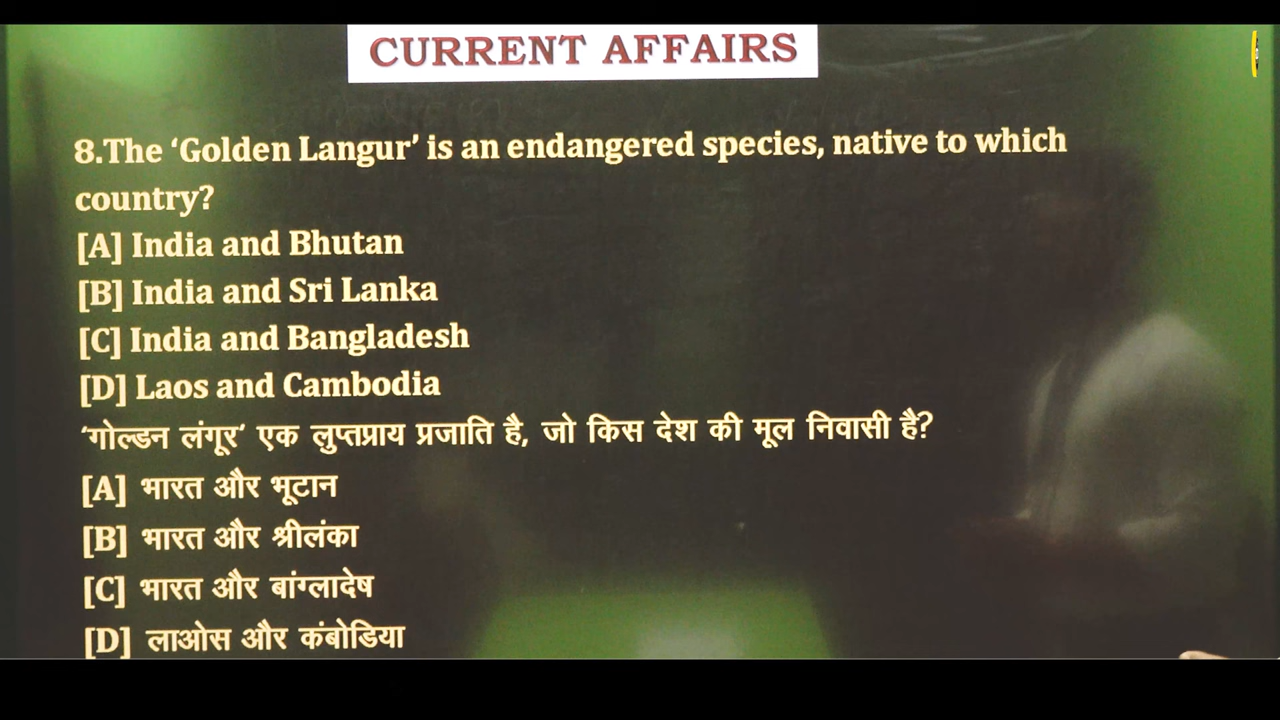 CURRENT AFFAIRS
8.The ‘Golden Langur’ is an endangered species, native to which
country?
[A] India and Bhutan
[B] India and Sri Lanka
[C] India and Bangladesh
[D] Laos and Cambodia
‘गोल्डन लंगूर’ एक लुप्तप्राय प्रजाति है, जो किस देश की मूल निवासी है?
[A] भारत और भूटान
[B] भारत और श्रीलंका
[C] भारत और बांग्लादेष
[D] लाओस और कंबोडिया